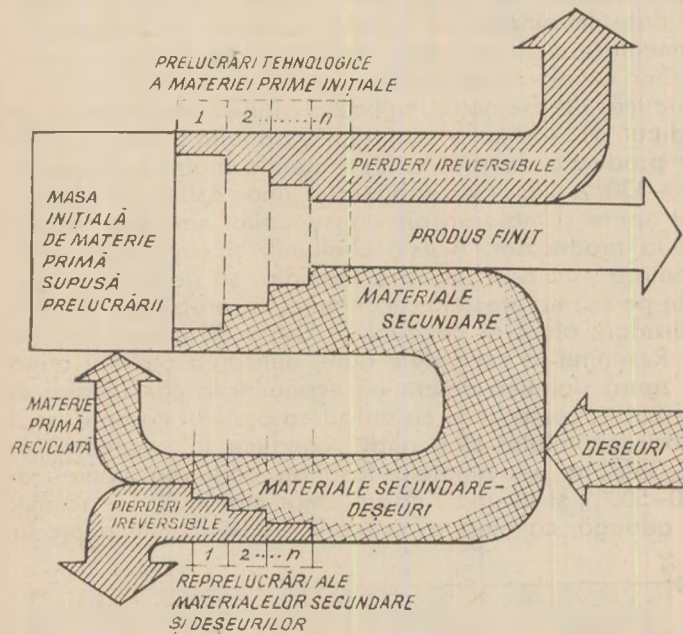 PRELUCRĂRI TEHNOLOGICE
A MATERIEI PRIME INIȚIALE
1 2 ........ n
PIERDERI IREVERSIBILE
MASA
INIȚIALĂ
DE MATERIE
PRIMĂ
SUPUSĂ
PRELUCRĂRII
PRODUS FINIT
MATERIALE
SECUNDARE
MATERIE
PRIMĂ
RECICLATĂ
DEȘEURI
MATERIALE SECUNDARE-
DEȘEURI
PIERDERI
IREVERSIBILE
1 2 ..... n
REPRELUCRĂRI ALE
MATERIALELOR SECUNDARE
ȘI DEȘEURILOR